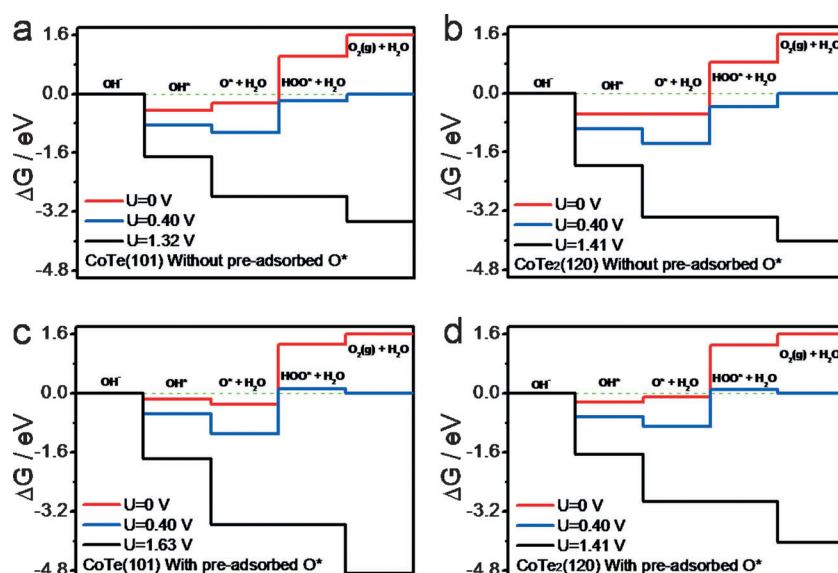 a
ΔG / eV
1.6
0.0
-1.6
-3.2
-4.8
OH⁻
OH*
O* + H₂O
HOO* + H₂O
O₂(g) + H₂O
U=0 V
U=0.40 V
U=1.32 V
CoTe(101) Without pre-adsorbed O*
b
ΔG / eV
1.6
0.0
-1.6
-3.2
-4.8
OH⁻
OH*
O* + H₂O
HOO* + H₂O
O₂(g) + H₂O
U=0 V
U=0.40 V
U=1.41 V
CoTe₂(120) Without pre-adsorbed O*
c
ΔG / eV
1.6
0.0
-1.6
-3.2
-4.8
OH⁻
OH*
O* + H₂O
HOO* + H₂O
O₂(g) + H₂O
U=0 V
U=0.40 V
U=1.63 V
CoTe(101) With pre-adsorbed O*
d
ΔG / eV
1.6
0.0
-1.6
-3.2
-4.8
OH⁻
OH*
O* + H₂O
HOO* + H₂O
O₂(g) + H₂O
U=0 V
U=0.40 V
U=1.41 V
CoTe₂(120) With pre-adsorbed O*